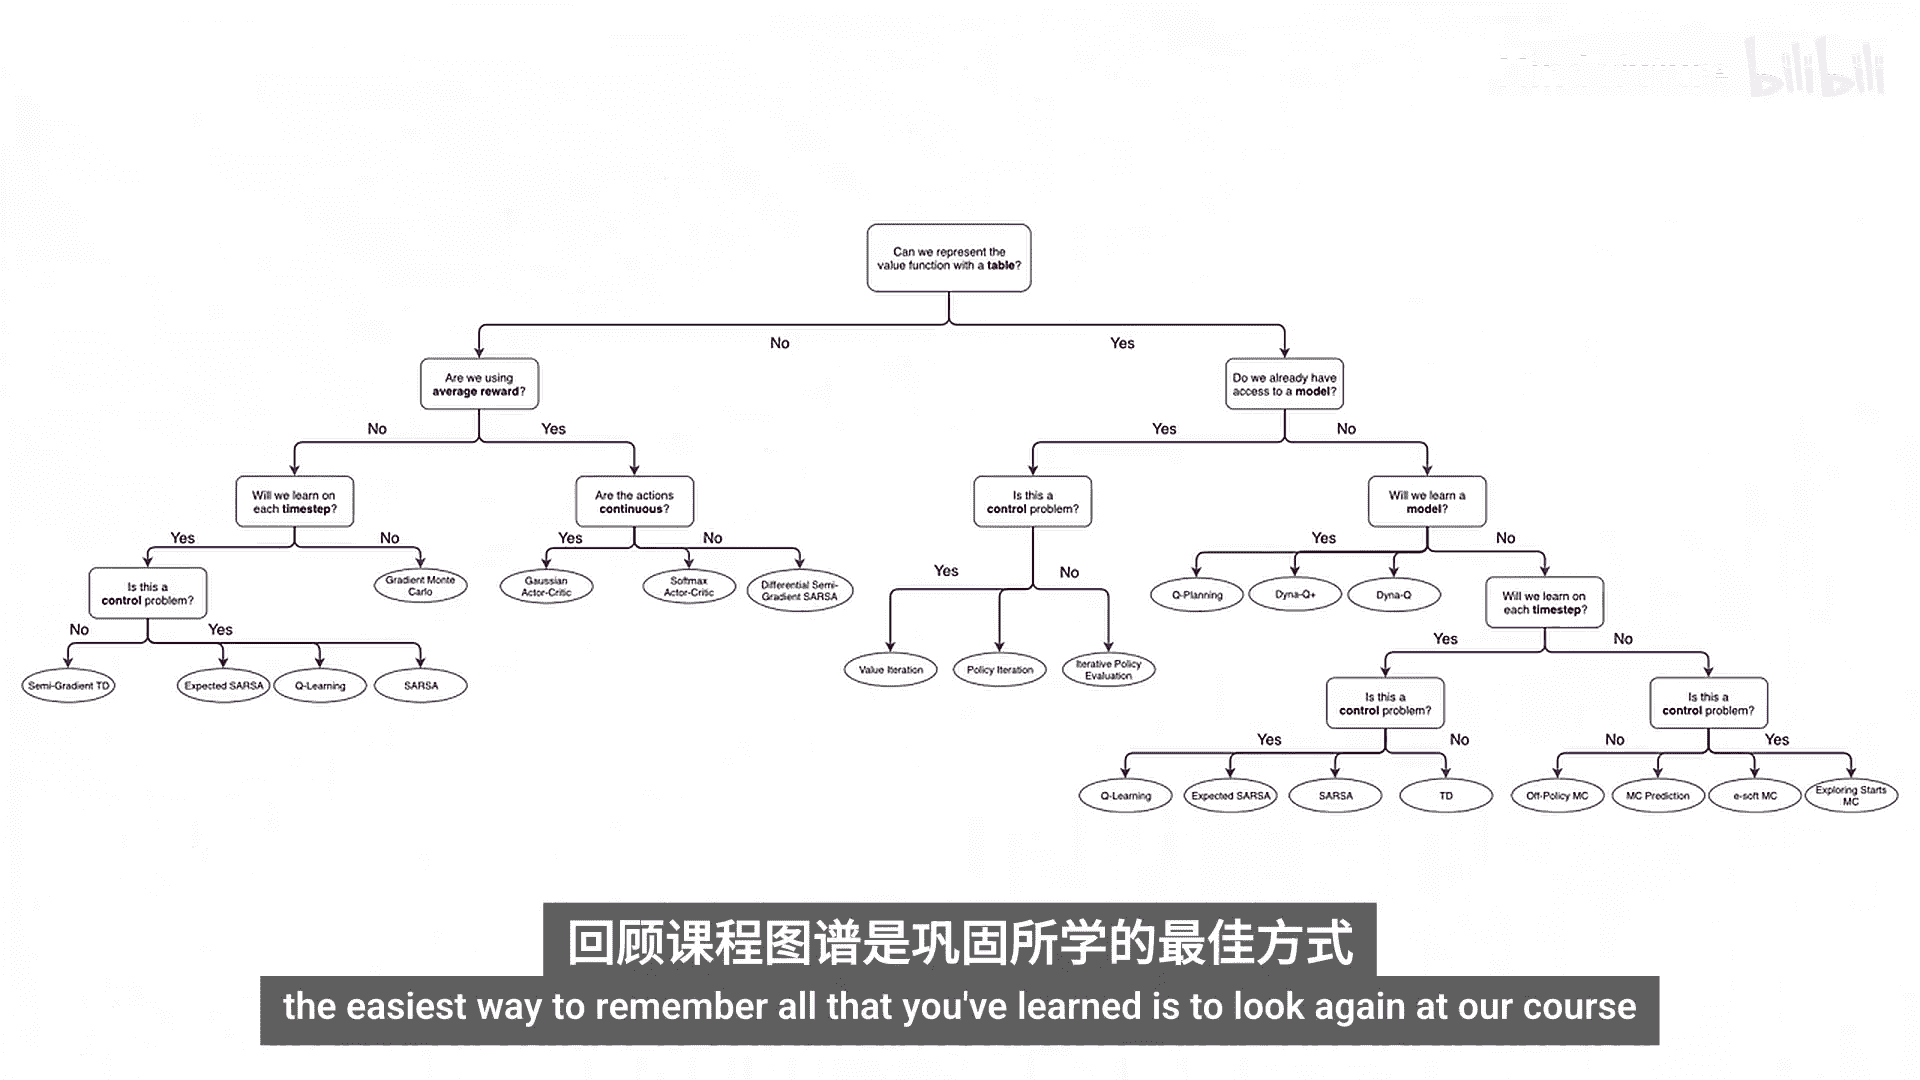 bilibili
Can we represent the
value function with a table?
No
Yes
Are we using
average reward?
Do we already have
access to a model?
No
Yes
Yes
No
Will we learn on
each timestep?
Are the actions
continuous?
Is this a
control problem?
Will we learn a
model?
Yes
No
Yes
No
Yes
No
Yes
No
Is this a
control problem?
Gradient Monte
Carlo
Gaussian
Actor-Critic
Softmax
Actor-Critic
Differential Semi-
Gradient SARSA
Q-Planning
Dyna-Q+
Dyna-Q
Will we learn on
each timestep?
No
Yes
Yes
No
Semi-Gradient TD
Expected SARSA
Q-Learning
SARSA
Value Iteration
Policy Iteration
Iterative Policy
Evaluation
Is this a
control problem?
Is this a
control problem?
Yes
No
No
Yes
Q-Learning
Expected SARSA
SARSA
TD
Off-Policy MC
MC Prediction
e-soft MC
Exploring Starts
MC
回顾课程图谱是巩固所学的最佳方式
the easiest way to remember all that you've learned is to look again at our course